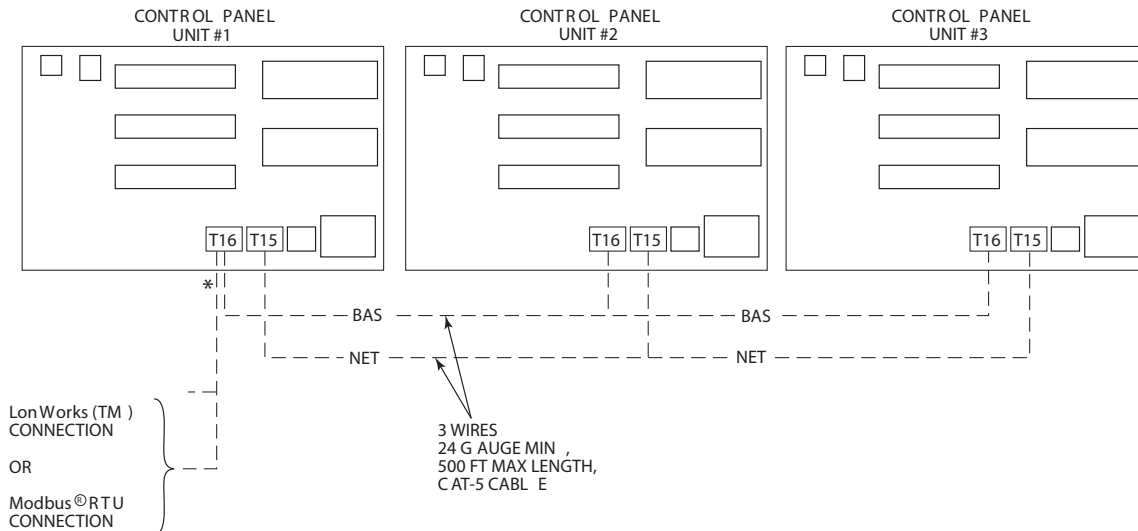 CONTROL PANEL
UNIT #1
CONTROL PANEL
UNIT #2
CONTROL PANEL
UNIT #3
T16 T15
T16 T15
T16 T15
*
BAS
BAS
NET
NET
LonWorks (TM)
CONNECTION
OR
Modbus® RTU
CONNECTION
3 WIRES
24 GAUGE MIN ,
500 FT MAX LENGTH,
CAT-5 CABLE